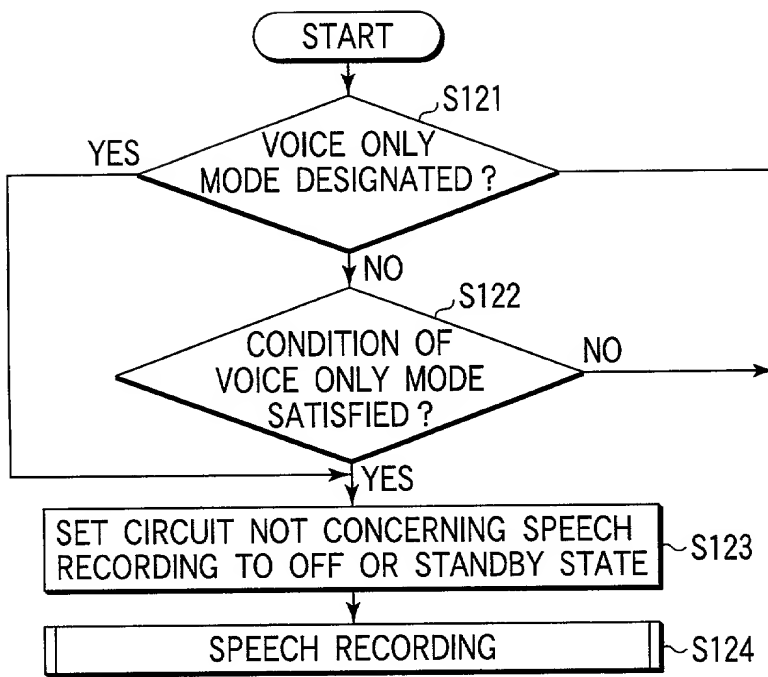 START
S121
YES
VOICE ONLY
MODE DESIGNATED?
NO
S122
CONDITION OF
VOICE ONLY MODE
SATISFIED?
NO
YES
SET CIRCUIT NOT CONCERNING SPEECH
RECORDING TO OFF OR STANDBY STATE
S123
SPEECH RECORDING
S124